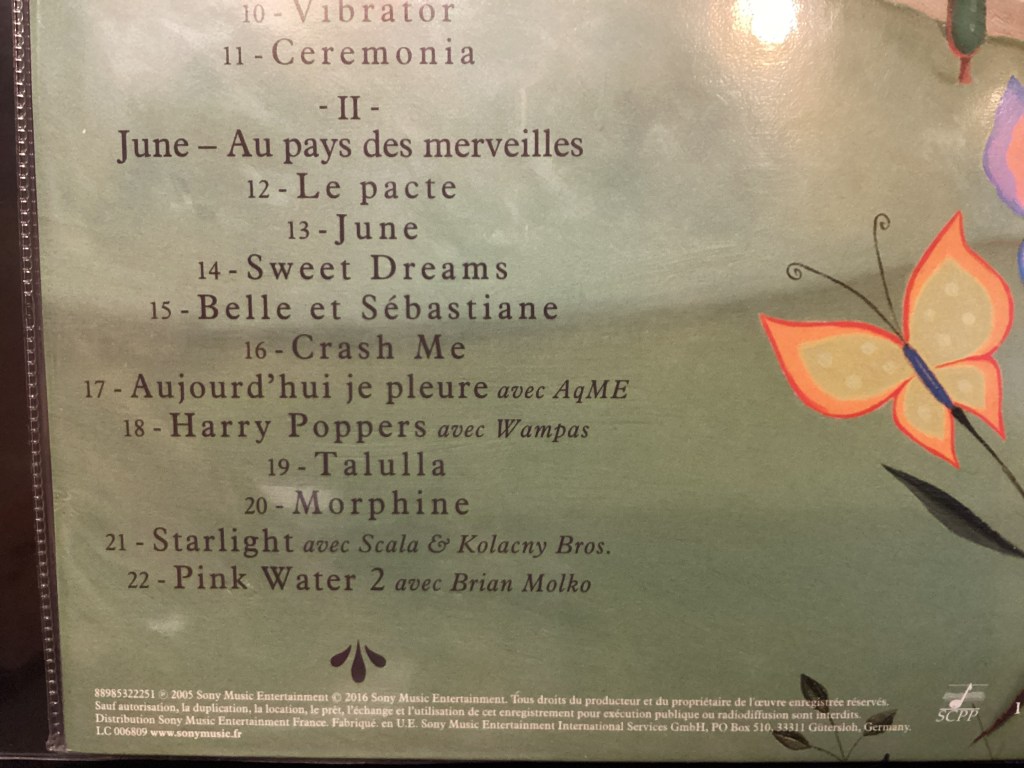 10 - Vibrator
11 - Ceremonia
- II -
June – Au pays des merveilles
12 - Le pacte
13 - June
14 - Sweet Dreams
15 - Belle et Sébastiane
16 - Crash Me
17 - Aujourd'hui je pleure avec AqME
18 - Harry Poppers avec Wampas
19 - Talulla
20 - Morphine
21 - Starlight avec Scala & Kolacny Bros.
22 - Pink Water 2 avec Brian Molko
88985322251 ℗ 2005 Sony Music Entertainment © 2016 Sony Music Entertainment. Tous droits du producteur et du propriétaire de l'œuvre enregistrée réservés.
Sauf autorisation, la duplication, la location, le prêt, l'échange et l'utilisation de cet enregistrement pour exécution publique ou radiodiffusion sont interdits.
Distribution Sony Music Entertainment France. Fabriqué en U.E. Sony Music Entertainment International Services GmbH, PO Box 510, 33311 Gütersloh, Germany.
LC 006809 www.sonymusic.fr
SCPP